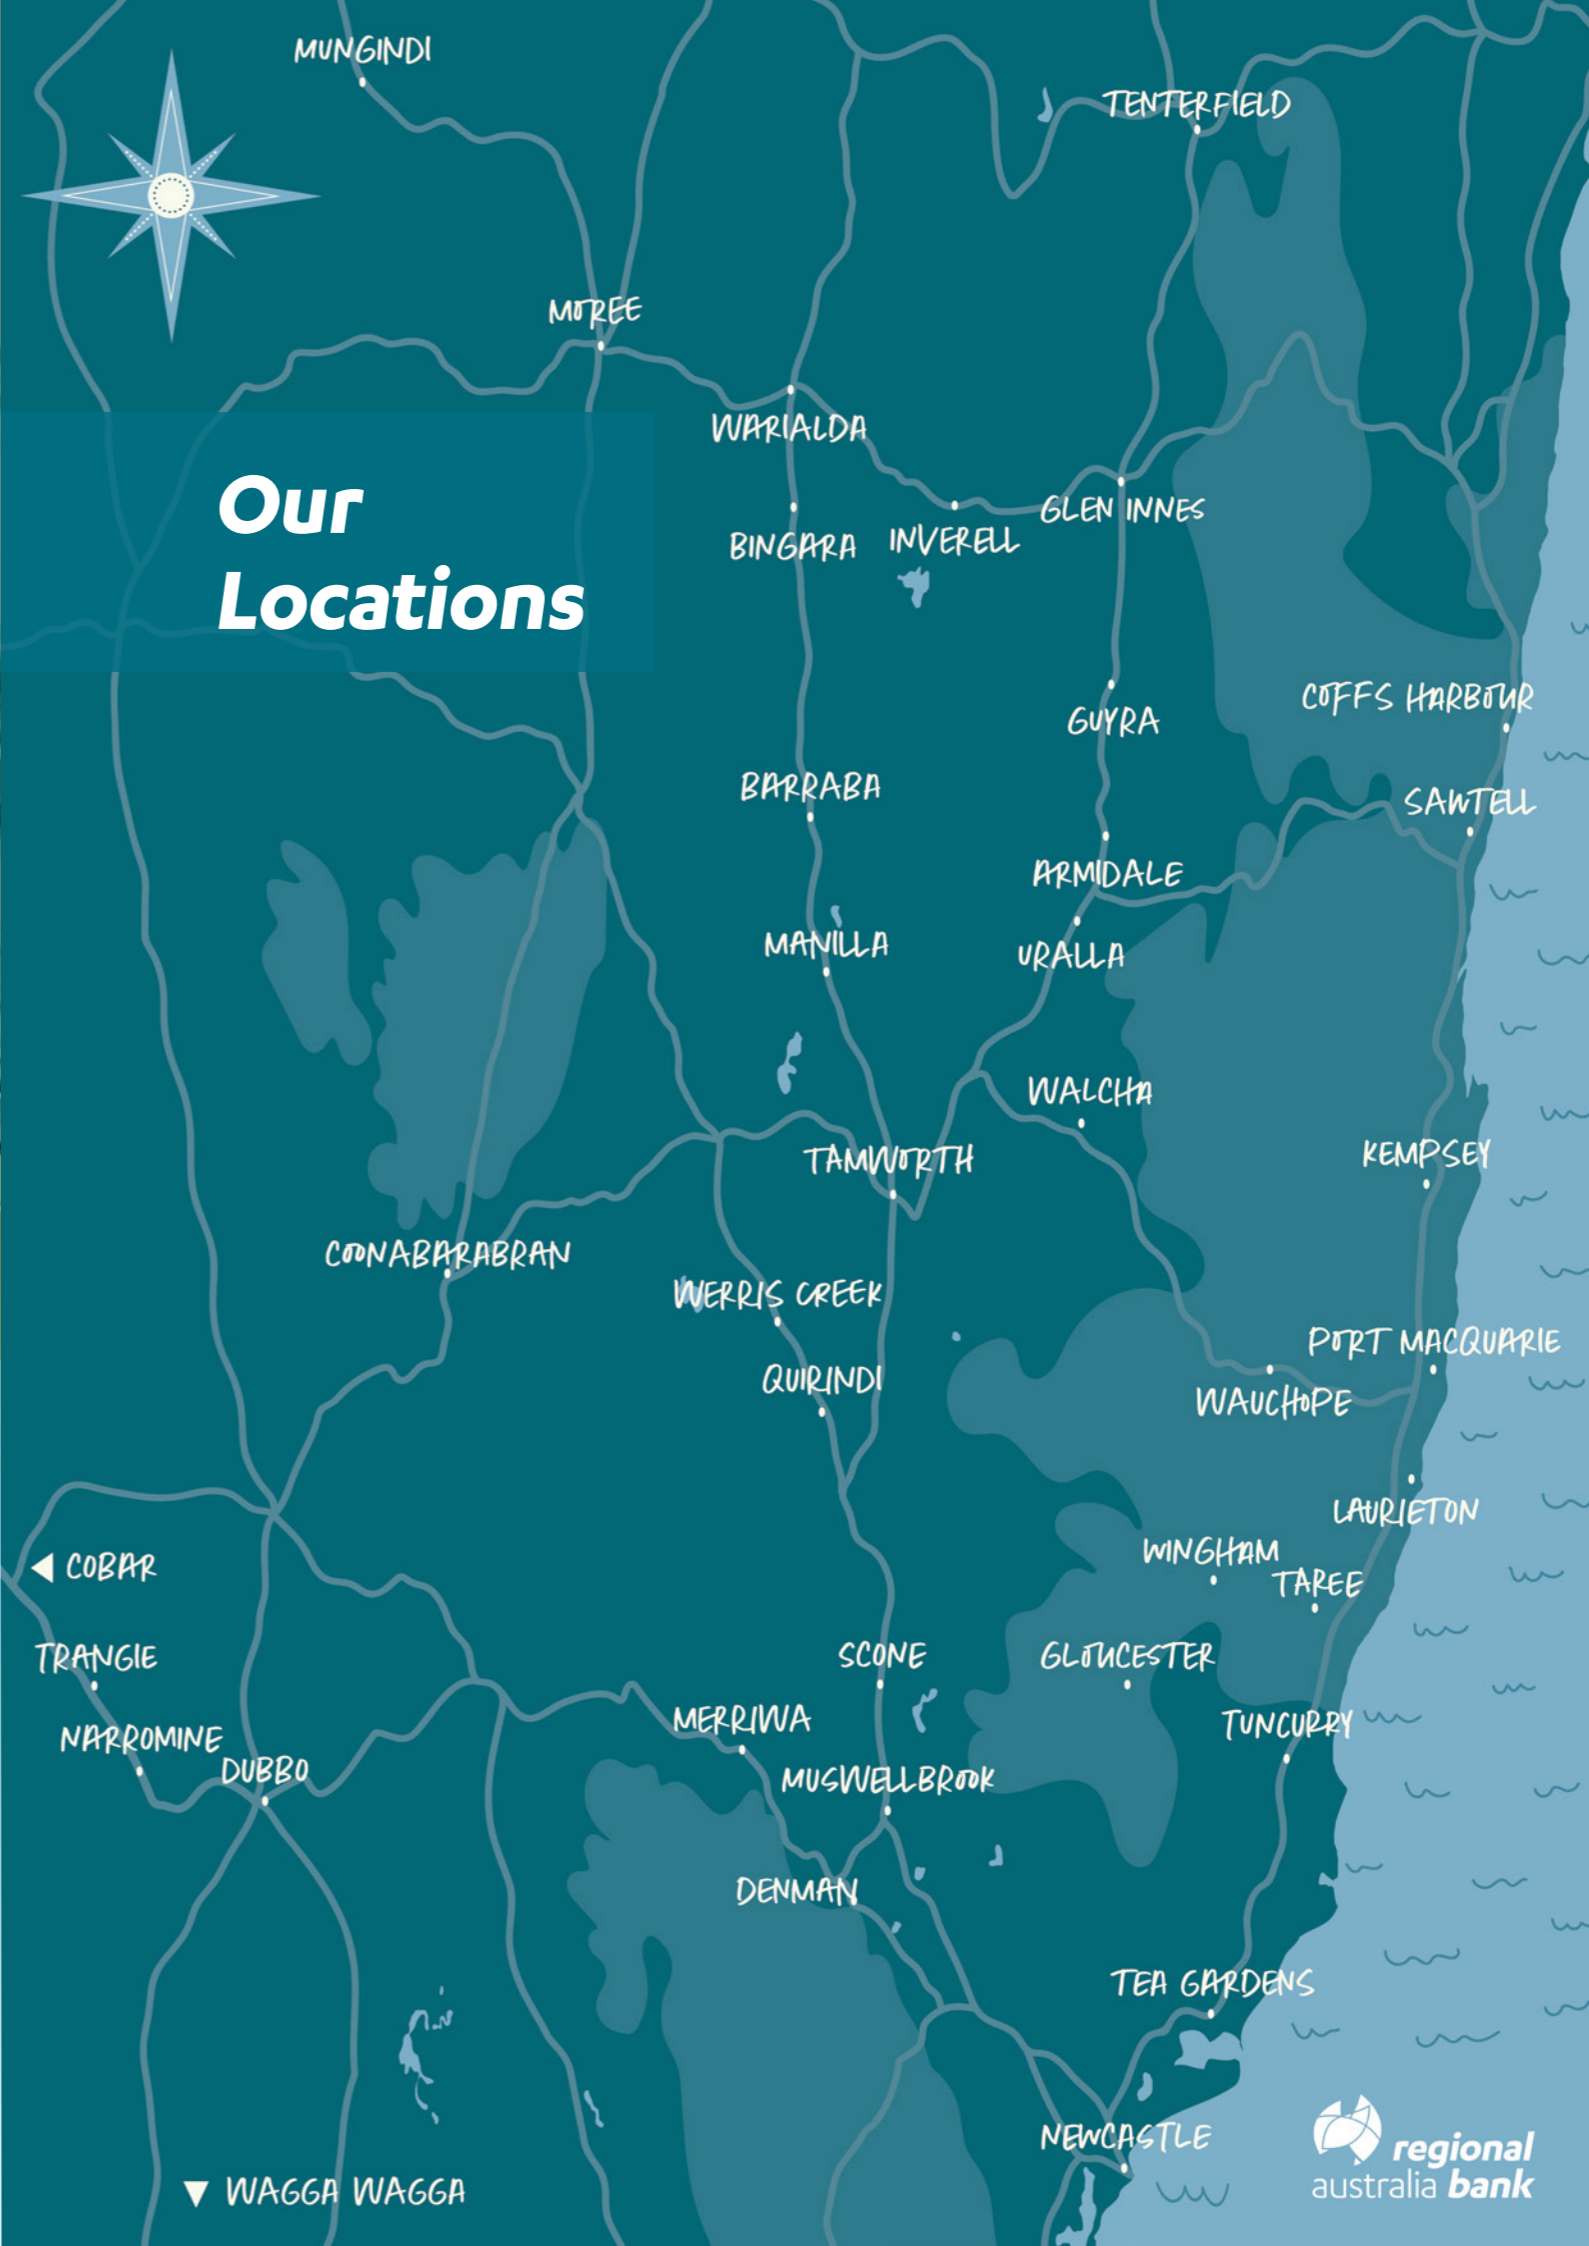 MUNGINDI
TENTERFIELD
MOREE
WARIALDA
Our
Locations
GLEN INNES
BINGARA
INVERELL
COFFS HARBOUR
GUYRA
BARRABA
SAWTELL
ARMIDALE
MANILLA
URALLA
WALCHA
TAMWORTH
KEMPSEY
COONABARABRAN
WERRIS CREEK
PORT MACQUARIE
QUIRINDI
WAUCHOPE
LAURIETON
WINGHAM
COBAR
TAREE
TRANGIE
SCONE
GLOUCESTER
MERRIWA
TUNCURRY
NARROMINE
DUBBO
MUSWELLBROOK
DENMAN
TEA GARDENS
NEWCASTLE
regional
australia bank
WAGGA WAGGA